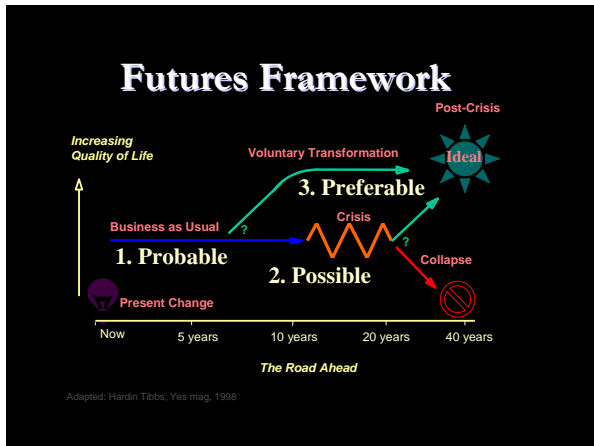 Futures Framework
Post-Crisis
Increasing
Quality of Life
Voluntary Transformation
Ideal
3. Preferable
Crisis
Business as Usual
?
?
1. Probable
Collapse
2. Possible
Present Change
Now
5 years
10 years
20 years
40 years
The Road Ahead
Adapted: Hardin Tibbs, Yes mag, 1998